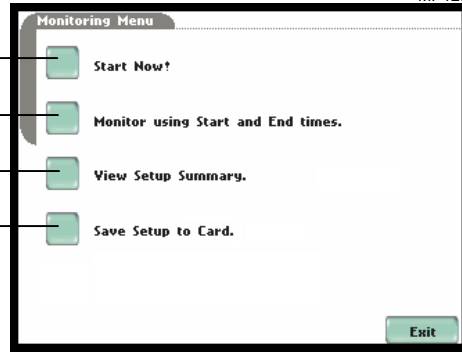 Monitoring Menu
Start Now!
Monitor using Start and End times.
View Setup Summary.
Save Setup to Card.
Exit